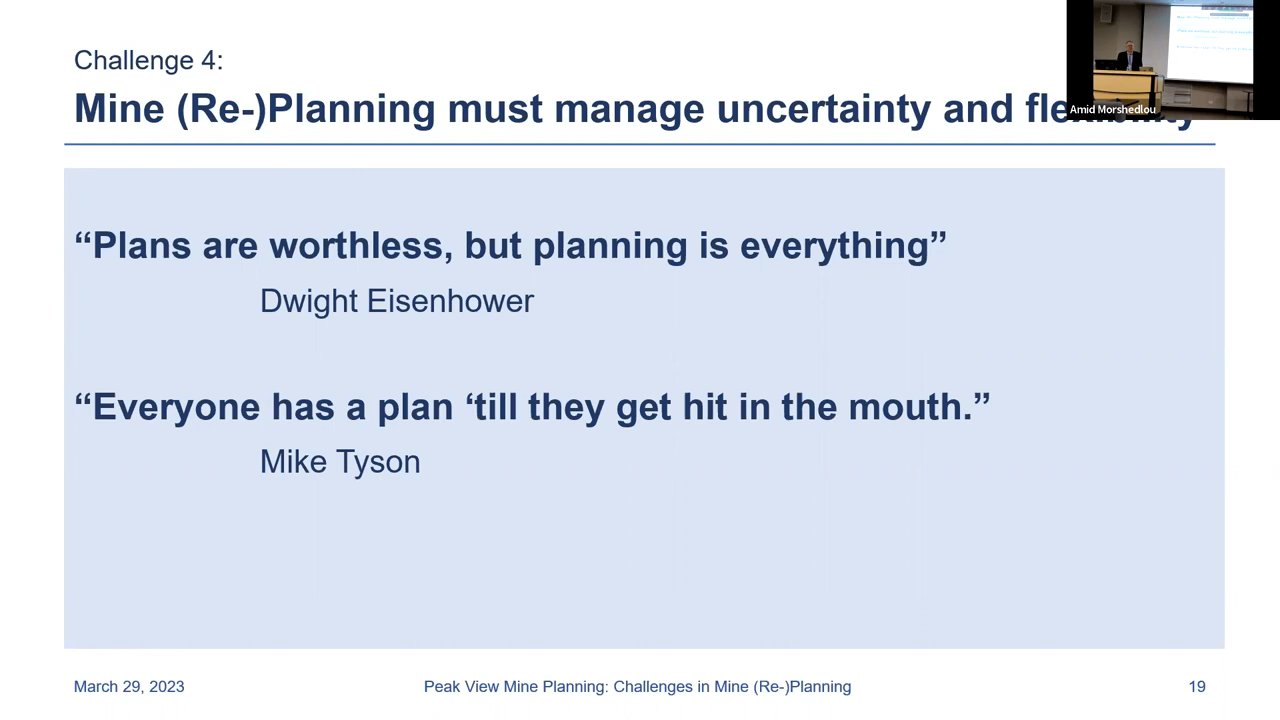 Challenge 4:
Mine (Re-)Planning must manage uncertainty and flexibility
Amid Morshedlou
“Plans are worthless, but planning is everything”
Dwight Eisenhower
“Everyone has a plan ‘till they get hit in the mouth.”
Mike Tyson
March 29, 2023
Peak View Mine Planning: Challenges in Mine (Re-)Planning
19